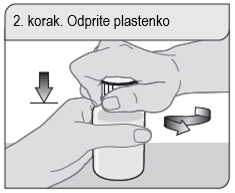 2. korak. Odprite plastenko